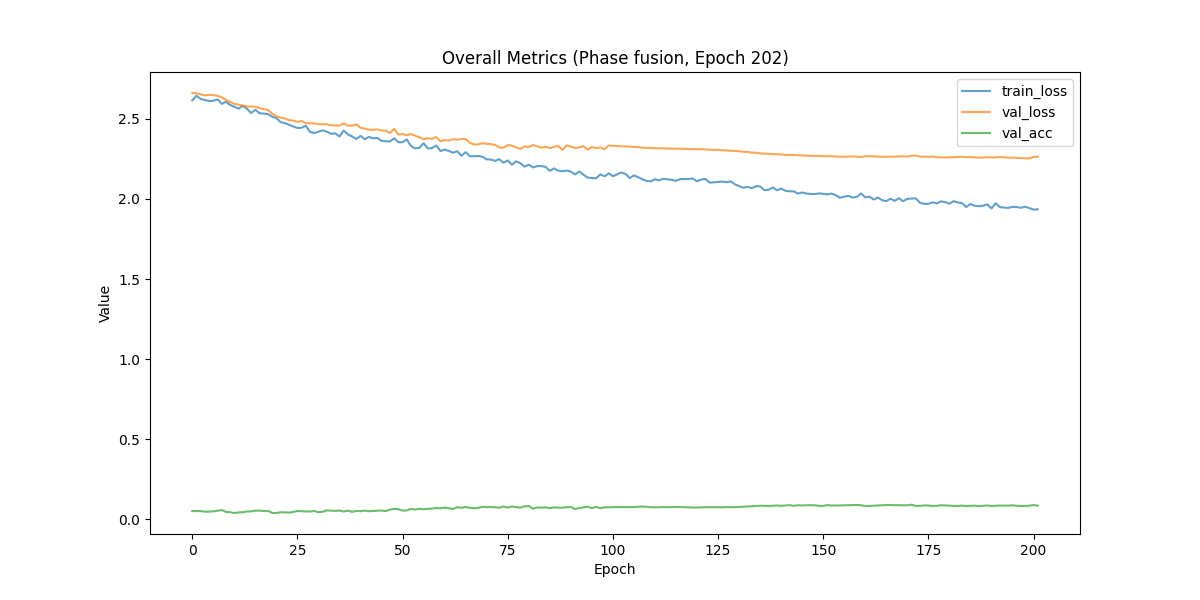 Overall Metrics (Phase fusion, Epoch 202)
train_loss
val_loss
val_acc
2.5
2.0
1.5
1.0
0.5
0.0
Value
0 25 50 75 100 125 150 175 200
Epoch